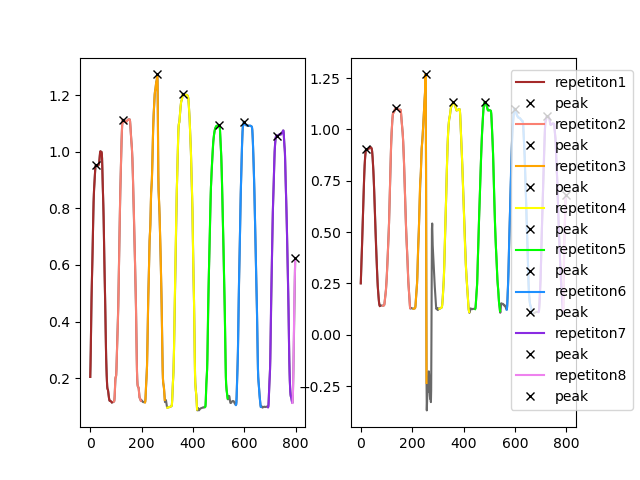 1.2
1.0
0.8
0.6
0.4
0.2
0
200
400
600
800
1.25
1.00
0.75
0.50
0.25
0.00
−0.25
0
200
400
600
800
repetiton1
peak
repetiton2
peak
repetiton3
peak
repetiton4
peak
repetiton5
peak
repetiton6
peak
repetiton7
peak
repetiton8
peak